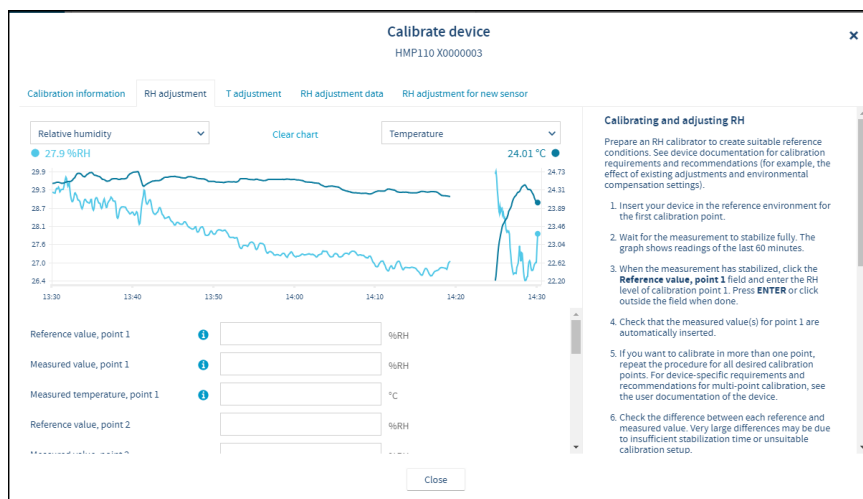 Calibrate device
HMP110 X0000003
Calibration information
RH adjustment
T adjustment
RH adjustment data
RH adjustment for new sensor
Relative humidity
Clear chart
Temperature
27.9 %RH
24.01 °C
29.9
29.3
28.7
28.1
27.6
27.0
26.4
24.73
24.31
23.89
23.46
23.04
22.62
22.20
13:30
13:40
13:50
14:00
14:10
14:20
14:30
Reference value, point 1
%RH
Measured value, point 1
%RH
Measured temperature, point 1
°C
Reference value, point 2
%RH
Calibrating and adjusting RH
Prepare an RH calibrator to create suitable reference
conditions. See device documentation for calibration
requirements and recommendations (for example, the
effect of existing adjustments and environmental
compensation settings).
1. Insert your device in the reference environment for
the first calibration point.
2. Wait for the measurement to stabilize fully. The
graph shows readings of the last 60 minutes.
3. When the measurement has stabilized, click the
Reference value, point 1 field and enter the RH
level of calibration point 1. Press ENTER or click
outside the field when done.
4. Check that the measured value(s) for point 1 are
automatically inserted.
5. If you want to calibrate in more than one point,
repeat the procedure for all desired calibration
points. For device-specific requirements and
recommendations for multi-point calibration, see
the user documentation of the device.
6. Check the difference between each reference and
measured value. Very large differences may be due
to insufficient stabilization time or unsuitable
calibration setup.
Close